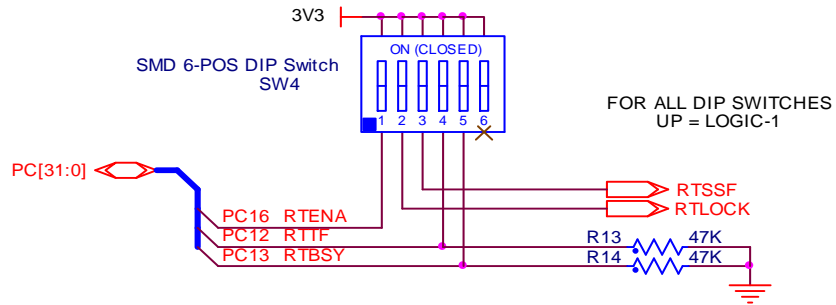 3V3
ON (CLOSED)
SMD 6-POS DIP Switch
SW4
1 2 3 4 5 6
FOR ALL DIP SWITCHES
UP = LOGIC-1
PC[31:0]
RTSSF
RTLOCK
PC16 RTENA
PC12 RTTF R13 47K
PC13 RTBSY R14 47K